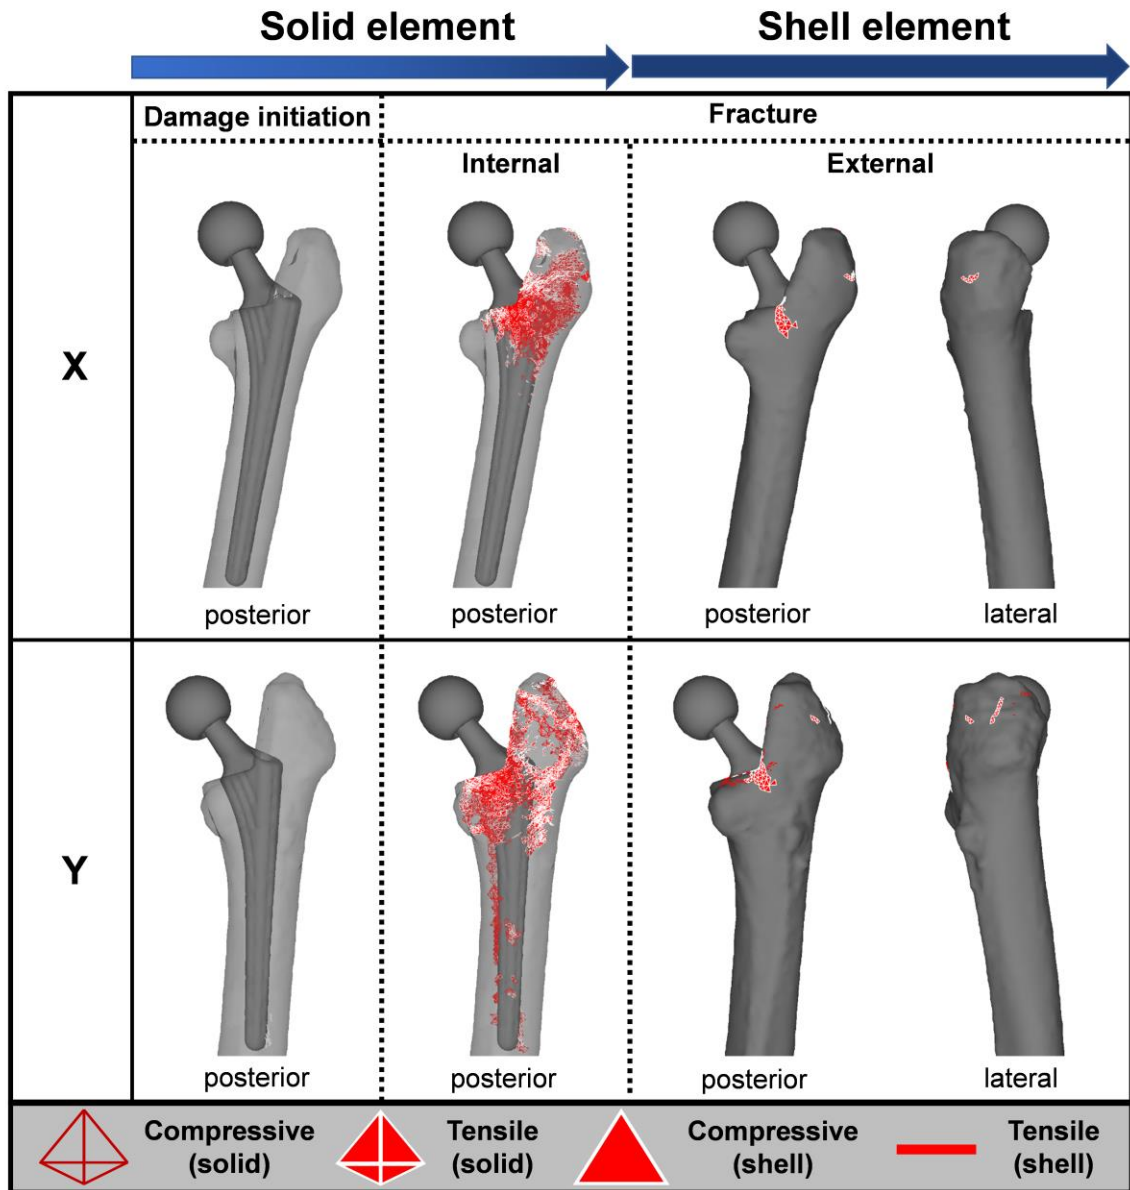 Solid element
Shell element
Damage initiation
Fracture
Internal
External
X
posterior
posterior
posterior
lateral
Y
posterior
posterior
posterior
lateral
Compressive
(solid)
Tensile
(solid)
Compressive
(shell)
Tensile
(shell)